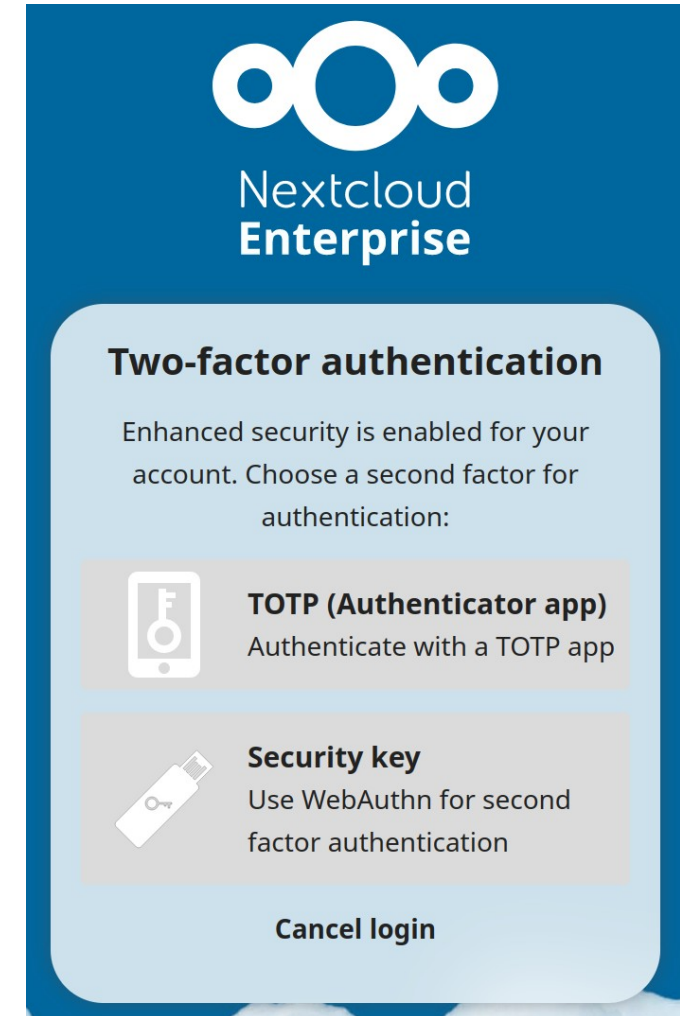 Nextcloud
Enterprise
Two-factor authentication
Enhanced security is enabled for your
account. Choose a second factor for
authentication:
TOTP (Authenticator app)
Authenticate with a TOTP app
Security key
Use WebAuthn for second
factor authentication
Cancel login